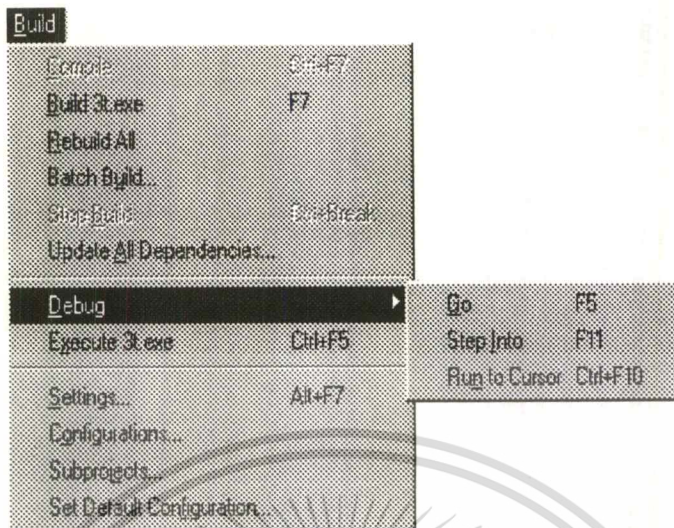 Build
Compile Ctrl+F7
Build 3t.exe F7
Rebuild All
Batch Build...
Stop Build Ctrl+Break
Update All Dependencies...
Debug
Go F5
Execute 3t.exe Ctrl+F5
Step Into F11
Run to Cursor Ctrl+F10
Settings... Alt+F7
Configurations...
Subprojects...
Set Default Configuration...